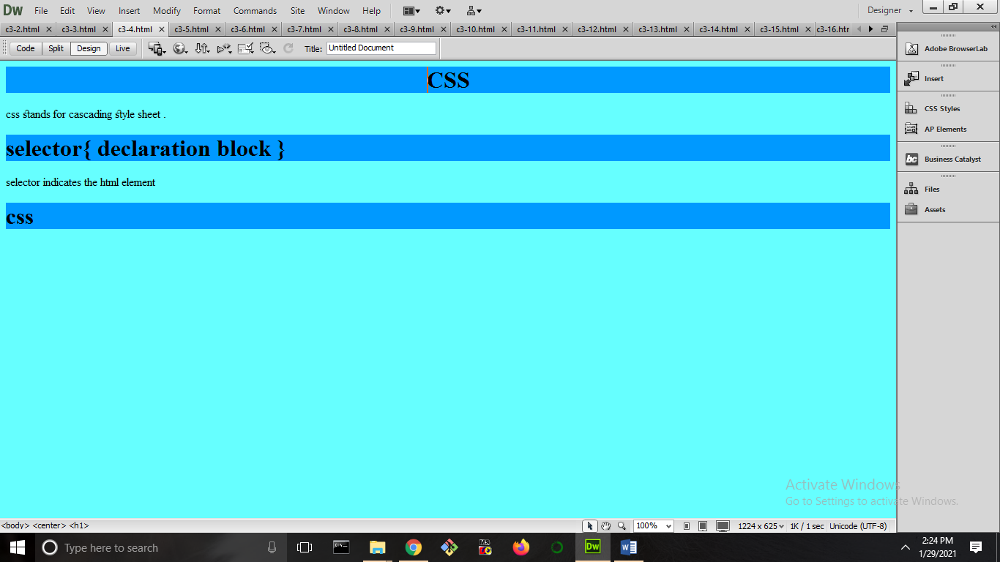 Dw File Edit View Insert Modify Format Commands Site Window Help Designer
c3-2.html c3-3.html c3-4.html c3-5.html c3-6.html c3-7.html c3-8.html c3-9.html c3-10.html c3-11.html c3-12.html c3-13.html c3-14.html c3-15.html c3-16.htr
Code Split Design Live Title: Untitled Document
CSS
css stands for cascading style sheet .
selector{ declaration block }
selector indicates the html element
css
Adobe BrowserLab
Insert
CSS Styles
AP Elements
bc Business Catalyst
Files
Assets
Activate Windows
Go to Settings to activate Windows.
<body> <center> <h1> 100% 1224 x 625 1K / 1 sec Unicode (UTF-8)
Type here to search Dw 2:24 PM
1/29/2021